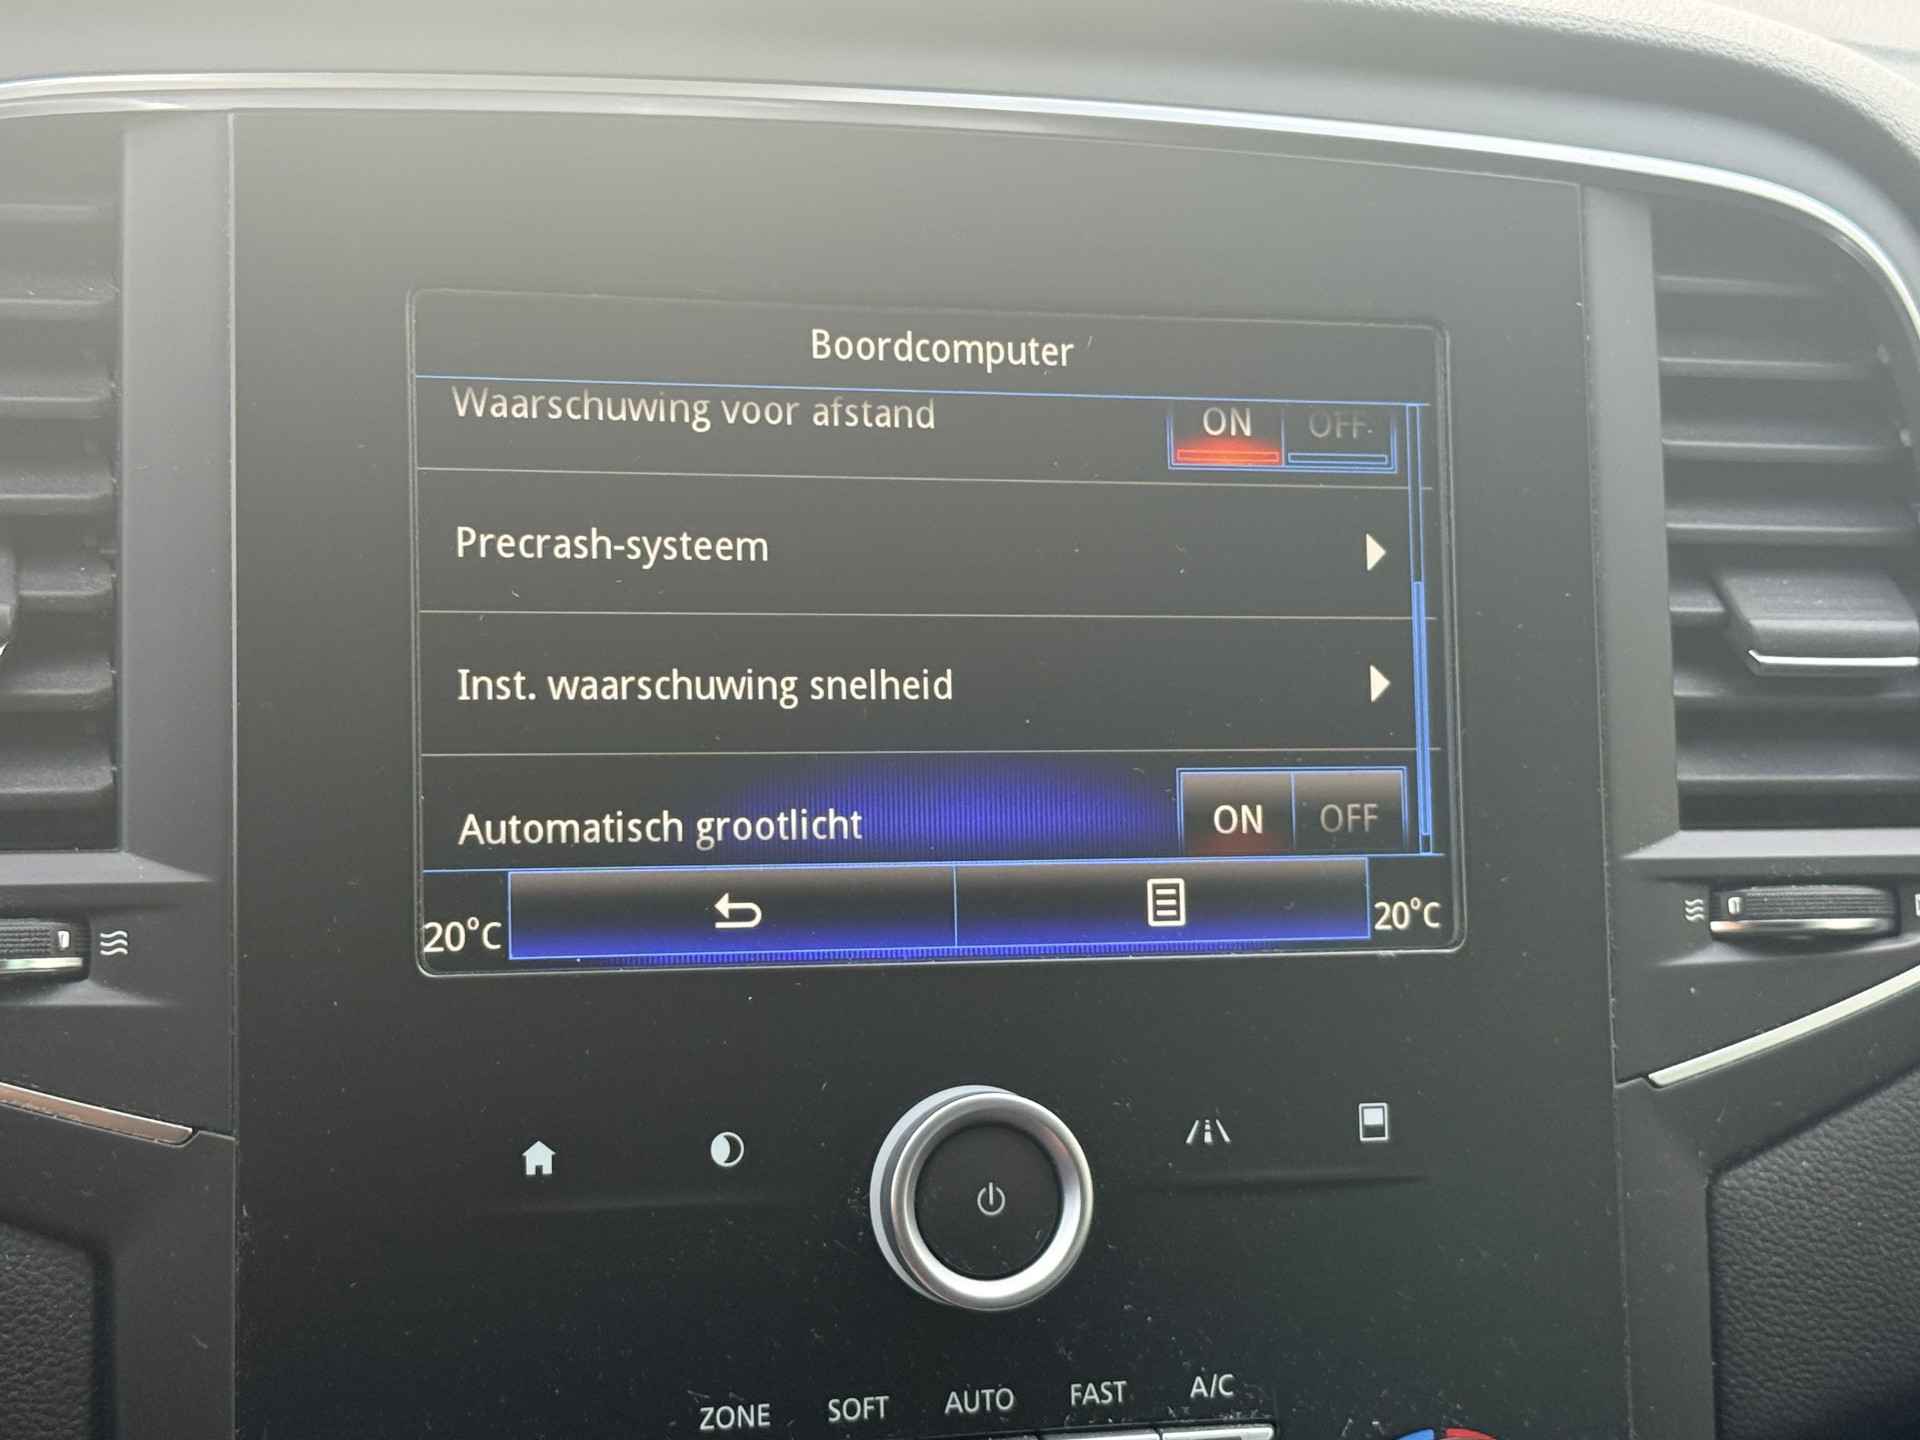 Boordcomputer
Waarschuwing voor afstand ON OFF
Precrash-systeem
Inst. waarschuwing snelheid
Automatisch grootlicht ON OFF
20°C 20°C
ZONE SOFT AUTO FAST A/C